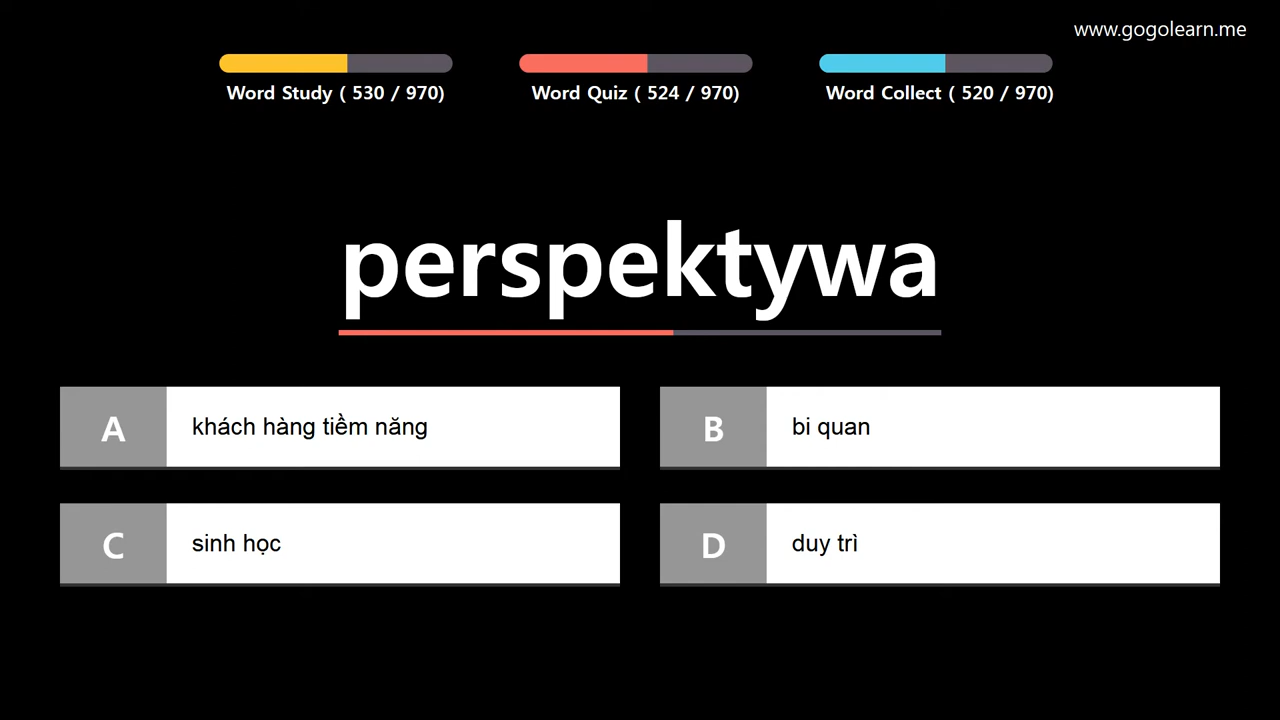 www.gogolearn.me
Word Study ( 530 / 970)
Word Quiz ( 524 / 970)
Word Collect ( 520 / 970)
perspektywa
A
khách hàng tiềm năng
B
bi quan
C
sinh học
D
duy trì